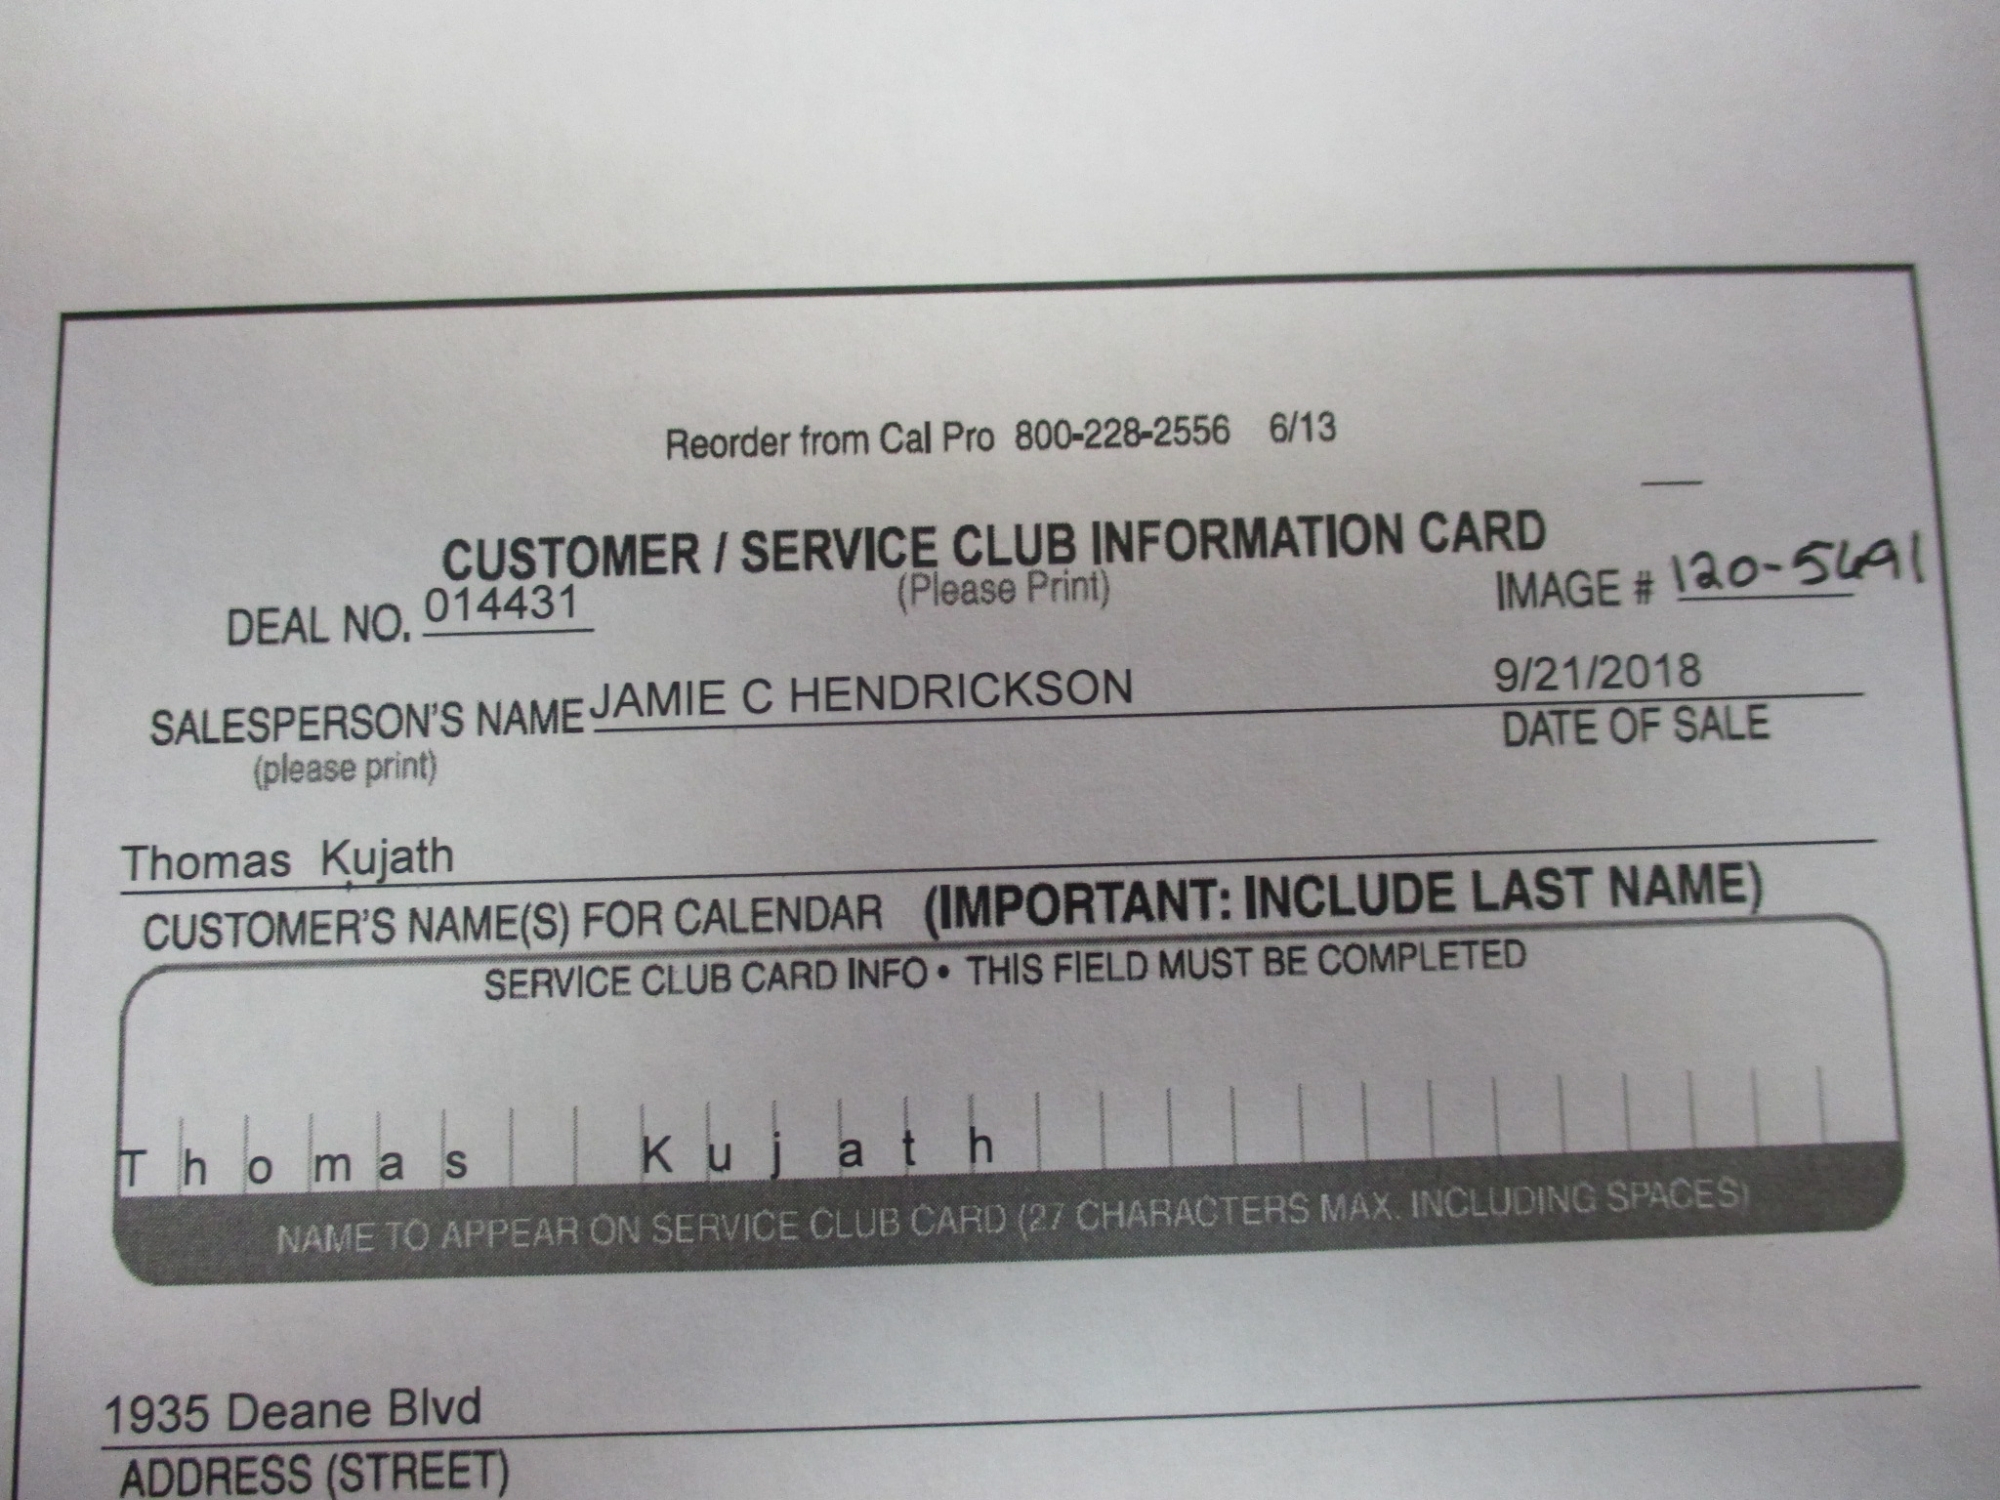 Reorder from Cal Pro 800-228-2556 6/13
CUSTOMER / SERVICE CLUB INFORMATION CARD
(Please Print)
DEAL NO. 014431
IMAGE # 120-5691
SALESPERSON'S NAME JAMIE C HENDRICKSON 9/21/2018
(please print)
DATE OF SALE
Thomas Kujath
CUSTOMER'S NAME(S) FOR CALENDAR (IMPORTANT: INCLUDE LAST NAME)
SERVICE CLUB CARD INFO • THIS FIELD MUST BE COMPLETED
T h o m a s K u j a t h
NAME TO APPEAR ON SERVICE CLUB CARD (27 CHARACTERS MAX. INCLUDING SPACES)
1935 Deane Blvd
ADDRESS (STREET)